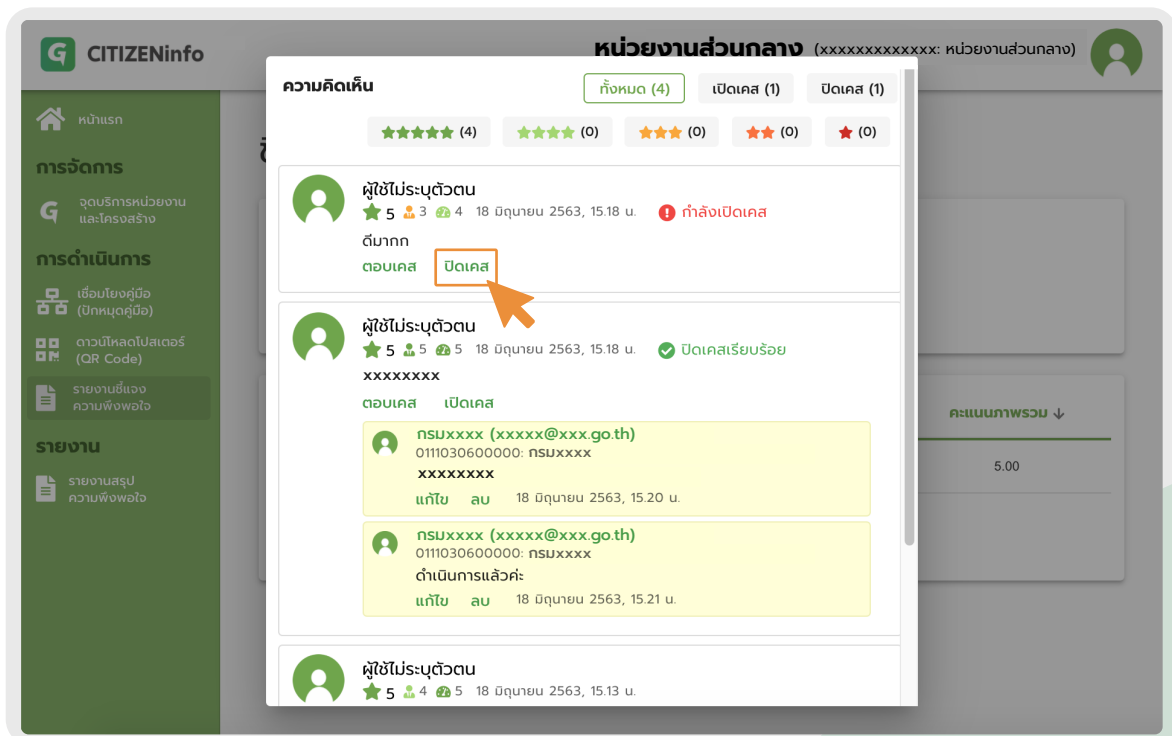 CITIZENinfo
หน่วยงานส่วนกลาง (xxxxxxxxxxxxx: หน่วยงานส่วนกลาง)
หน้าแรก
การจัดการ
จุดบริการหน่วยงาน
และโครงสร้าง
การดำเนินการ
เชื่อมโยงคู่มือ
(ปักหมุดคู่มือ)
ดาวน์โหลดโปสเตอร์
(QR Code)
รายงานชี้แจง
ความพึงพอใจ
รายงาน
รายงานสรุป
ความพึงพอใจ
ความคิดเห็น
ทั้งหมด (4) เปิดเคส (1) ปิดเคส (1)
(4) (0) (0) (0) (0)
ผู้ใช้ไม่ระบุตัวตน
5 3 4 18 มิถุนายน 2563, 15.18 น. กำลังเปิดเคส
ดีมากก
ตอบเคส ปิดเคส
ผู้ใช้ไม่ระบุตัวตน
5 5 5 18 มิถุนายน 2563, 15.18 น. ปิดเคสเรียบร้อย
xxxxxxxx
ตอบเคส เปิดเคส
กรมxxxx (xxxxx@xxx.go.th)
0111030600000: กรมxxxx
xxxxxxxx
แก้ไข ลบ 18 มิถุนายน 2563, 15.20 น.
กรมxxxx (xxxxx@xxx.go.th)
0111030600000: กรมxxxx
ดำเนินการแล้วค่ะ
แก้ไข ลบ 18 มิถุนายน 2563, 15.21 น.
ผู้ใช้ไม่ระบุตัวตน
5 4 5 18 มิถุนายน 2563, 15.13 น.
คะแนนภาพรวม
5.00